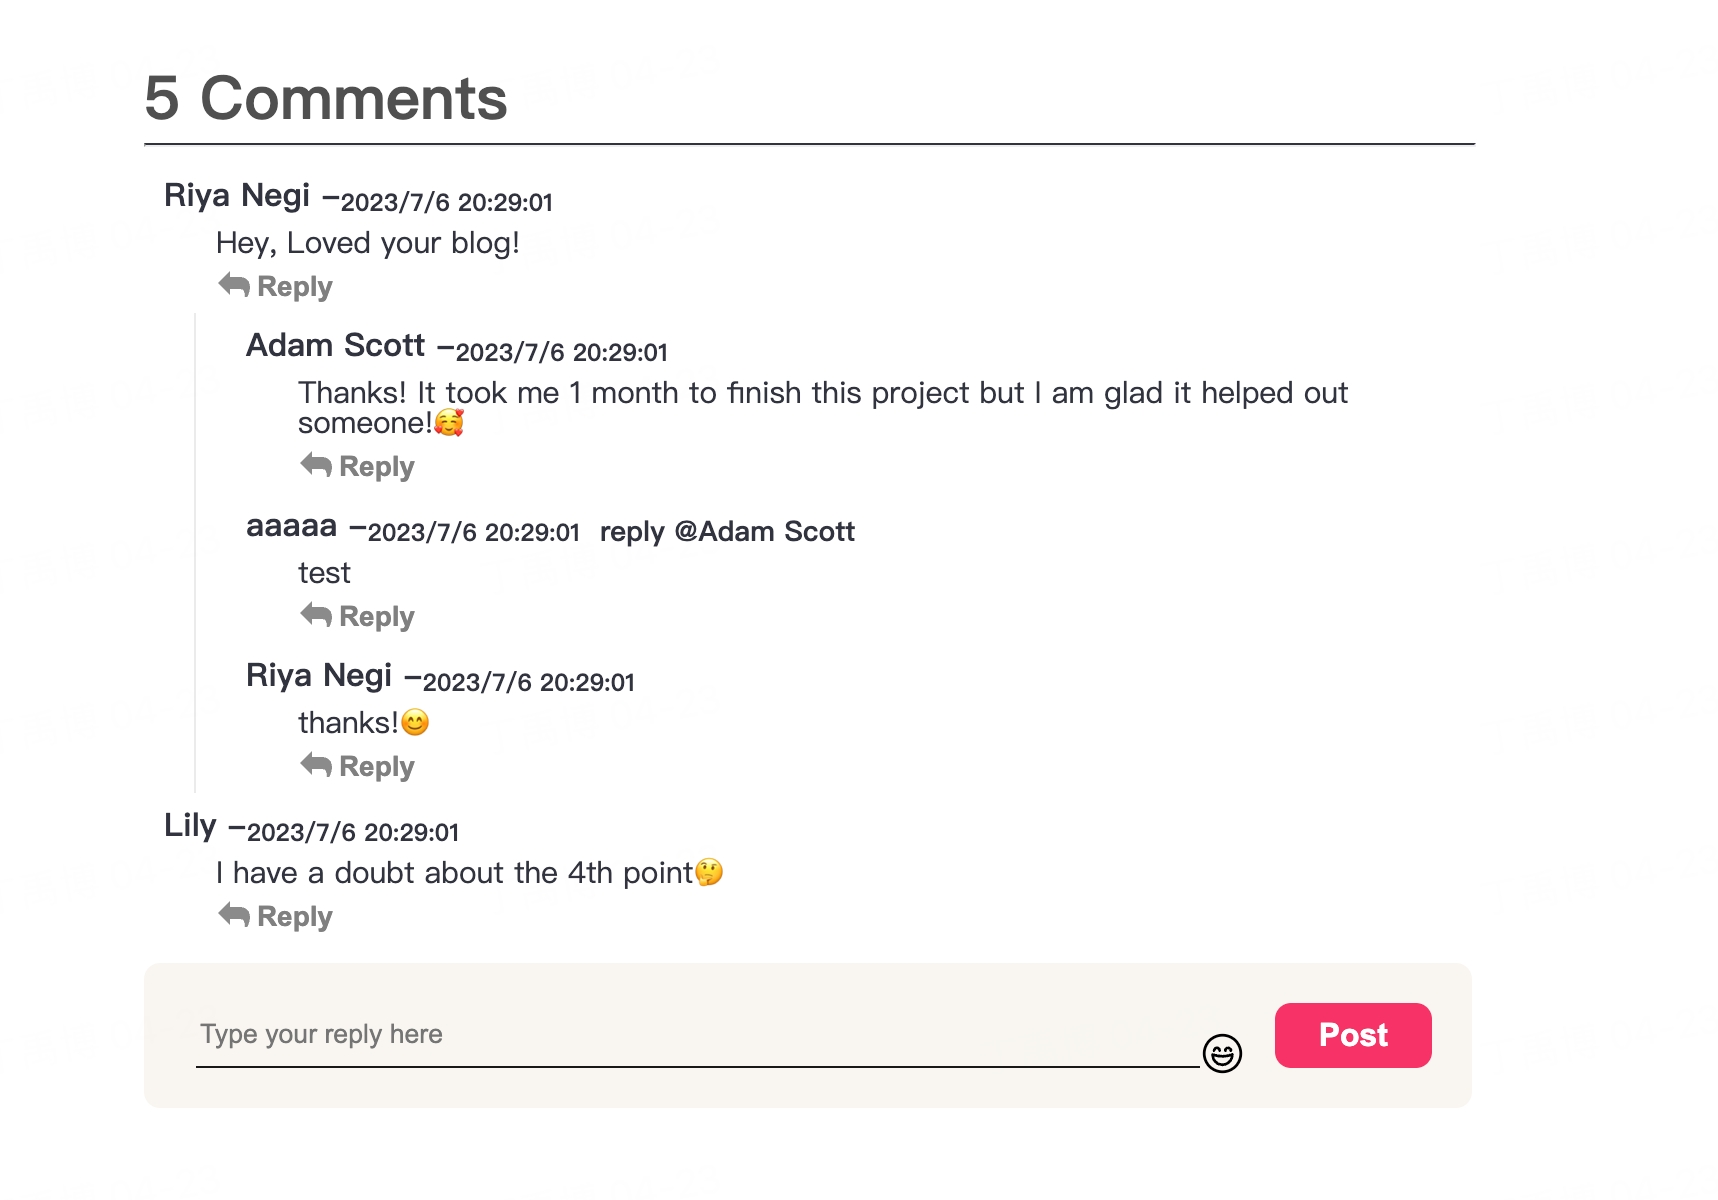 5 Comments
Riya Negi –2023/7/6 20:29:01
Hey, Loved your blog!
Reply
Adam Scott –2023/7/6 20:29:01
Thanks! It took me 1 month to finish this project but I am glad it helped out
someone!🥰
Reply
aaaaa –2023/7/6 20:29:01 reply @Adam Scott
test
Reply
Riya Negi –2023/7/6 20:29:01
thanks!😊
Reply
Lily –2023/7/6 20:29:01
I have a doubt about the 4th point🤔
Reply
Type your reply here
Post